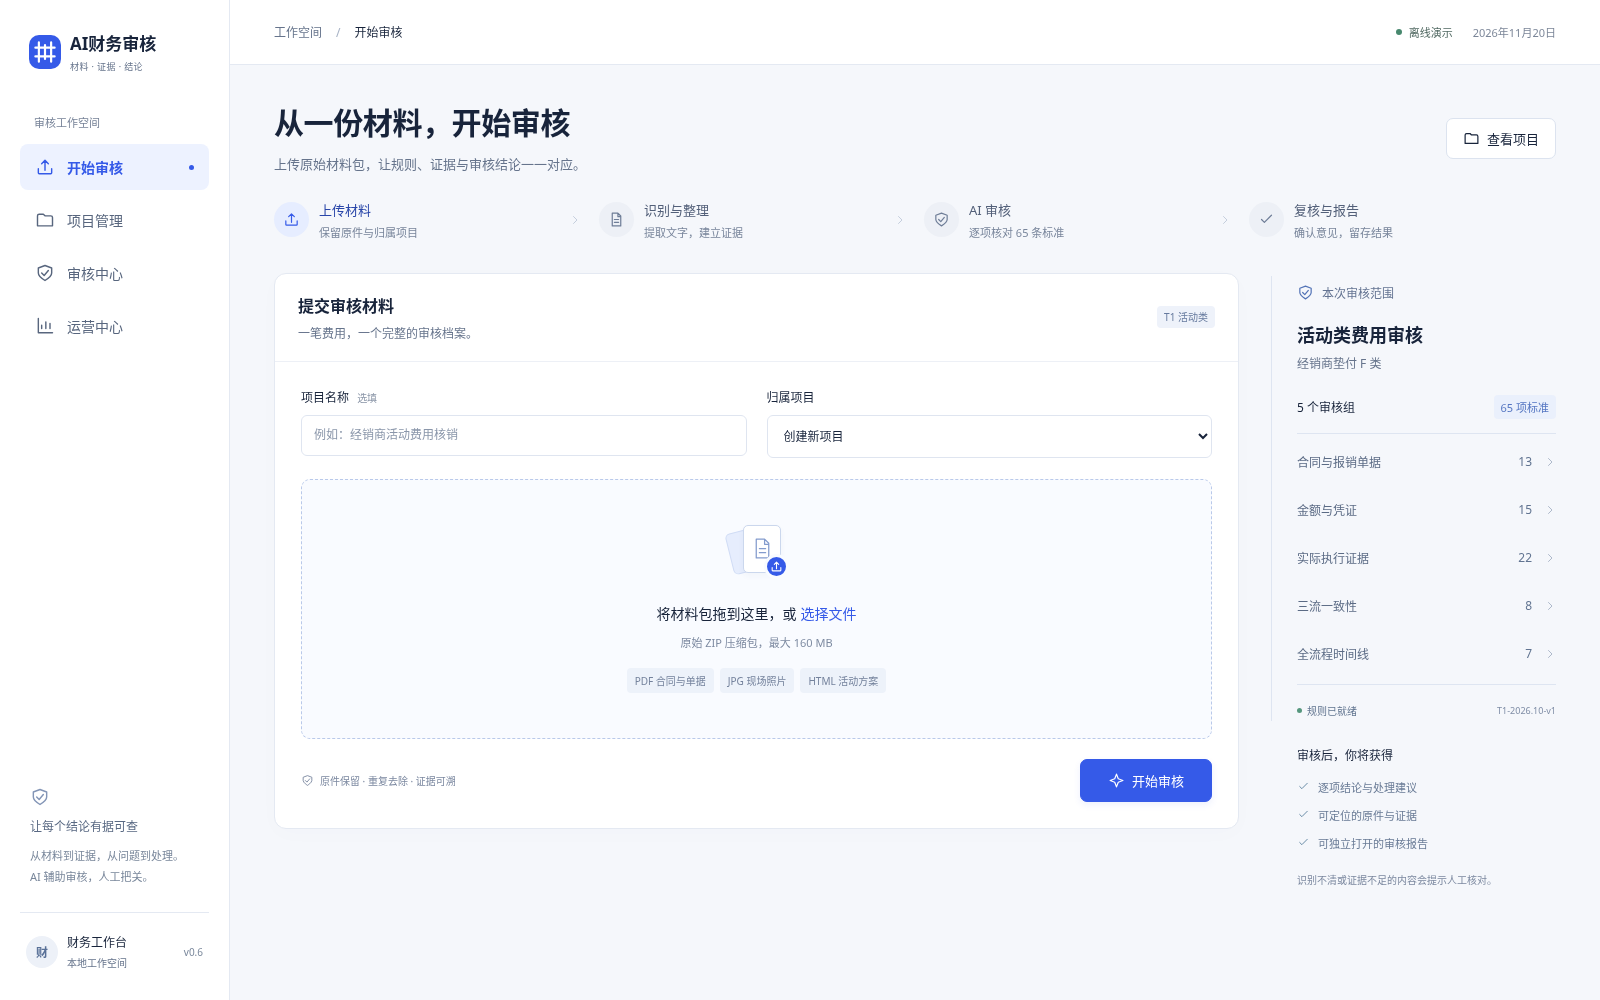 AI财务审核
材料 · 证据 · 结论
审核工作空间
开始审核
项目管理
审核中心
运营中心
让每个结论有据可查
从材料到证据，从问题到处理。
AI 辅助审核，人工把关。
财
财务工作台
本地工作空间
v0.6
工作空间 / 开始审核
离线演示
2026年11月20日
从一份材料，开始审核
上传原始材料包，让规则、证据与审核结论一一对应。
查看项目
上传材料
保留原件与归属项目
识别与整理
提取文字，建立证据
AI 审核
逐项核对 65 条标准
复核与报告
确认意见，留存结果
提交审核材料
一笔费用，一个完整的审核档案。
T1 活动类
项目名称 选填
例如：经销商活动费用核销
归属项目
创建新项目
将材料包拖到这里，或 选择文件
原始 ZIP 压缩包，最大 160 MB
PDF 合同与单据
JPG 现场照片
HTML 活动方案
原件保留 · 重复去除 · 证据可溯
开始审核
本次审核范围
活动类费用审核
经销商垫付 F 类
5 个审核组
65 项标准
合同与报销单据 13
金额与凭证 15
实际执行证据 22
三流一致性 8
全流程时间线 7
规则已就绪
T1-2026.10-v1
审核后，你将获得
逐项结论与处理建议
可定位的原件与证据
可独立打开的审核报告
识别不清或证据不足的内容会提示人工核对。